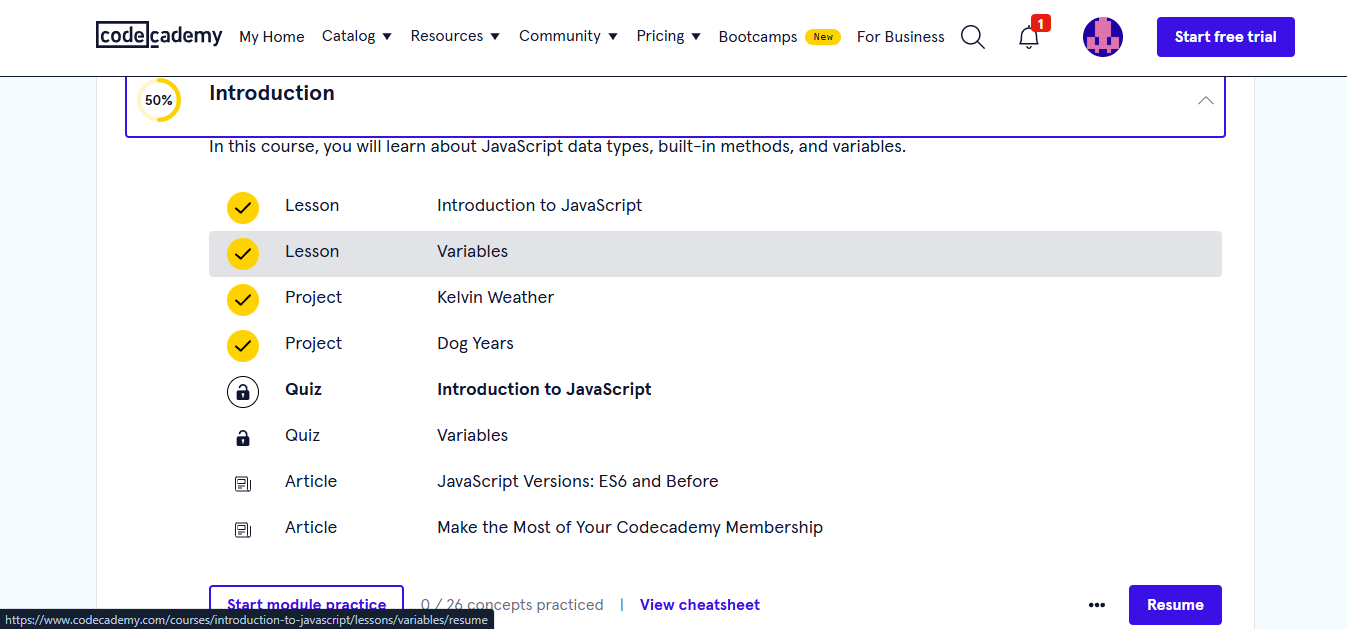 codecademy My Home Catalog Resources Community Pricing Bootcamps New For Business 1 Start free trial
50% Introduction
In this course, you will learn about JavaScript data types, built-in methods, and variables.
Lesson Introduction to JavaScript
Lesson Variables
Project Kelvin Weather
Project Dog Years
Quiz Introduction to JavaScript
Quiz Variables
Article JavaScript Versions: ES6 and Before
Article Make the Most of Your Codecademy Membership
Start module practice 0 / 26 concepts practiced | View cheatsheet ••• Resume
https://www.codecademy.com/courses/introduction-to-javascript/lessons/variables/resume